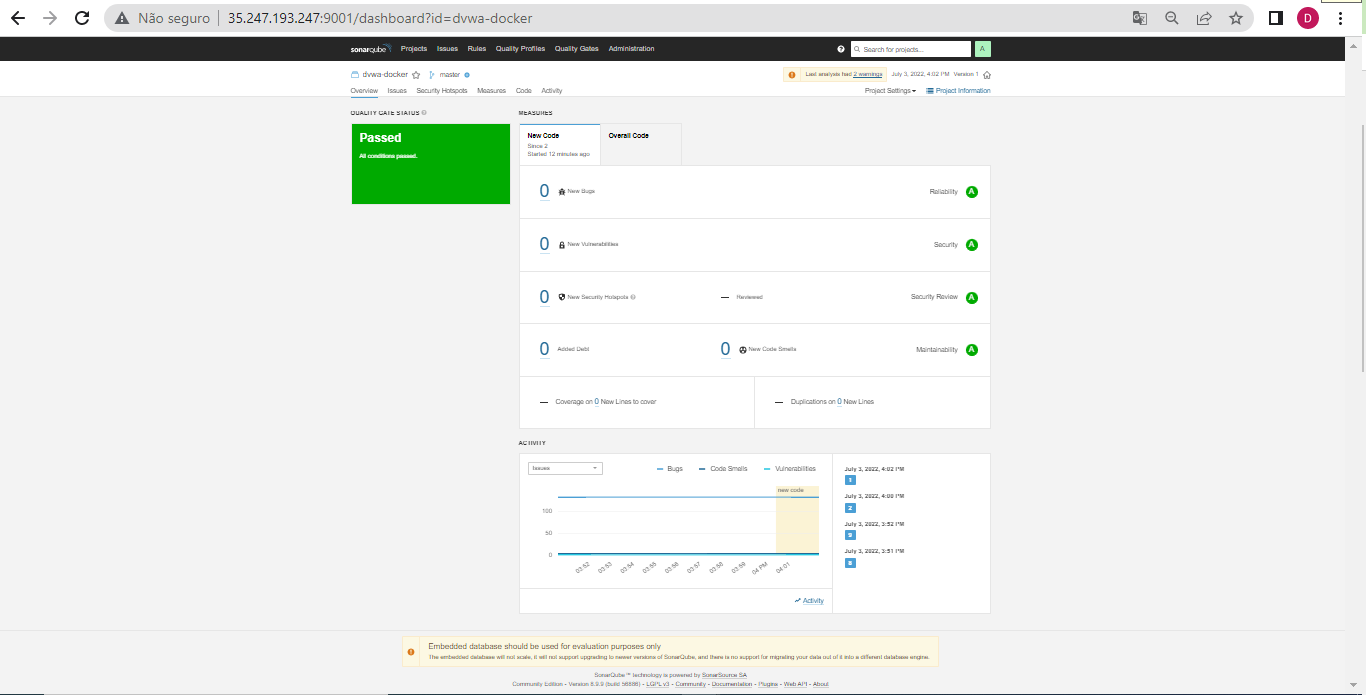 Não seguro 35.247.193.247:9001/dashboard?id=dvwa-docker D
sonarqube Projects Issues Rules Quality Profiles Quality Gates Administration Search for projects... A
dvwa-docker master Last analysis had 2 warnings July 3, 2022, 4:02 PM Version 1
Overview Issues Security Hotspots Measures Code Activity Project Settings Project Information
QUALITY GATE STATUS MEASURES
Passed
All conditions passed.
New Code
Since 2
Started 12 minutes ago
Overall Code
0 New Bugs Reliability A
0 New Vulnerabilities Security A
0 New Security Hotspots — Reviewed Security Review A
0 Added Debt 0 New Code Smells Maintainability A
— Coverage on 0 New Lines to cover — Duplications on 0 New Lines
ACTIVITY
Issues Bugs Code Smells Vulnerabilities
new code
100
50
0
03:52 03:53 03:54 03:55 03:56 03:57 03:58 03:59 04 PM 04:01
Activity
July 3, 2022, 4:02 PM
1
July 3, 2022, 4:00 PM
2
July 3, 2022, 3:52 PM
9
July 3, 2022, 3:51 PM
8
Embedded database should be used for evaluation purposes only
The embedded database will not scale, it will not support upgrading to newer versions of SonarQube, and there is no support for migrating your data out of it into a different database engine.
SonarQube™ technology is powered by SonarSource SA
Community Edition - Version 8.9.9 (build 56886) - LGPL v3 - Community - Documentation - Plugins - Web API - About